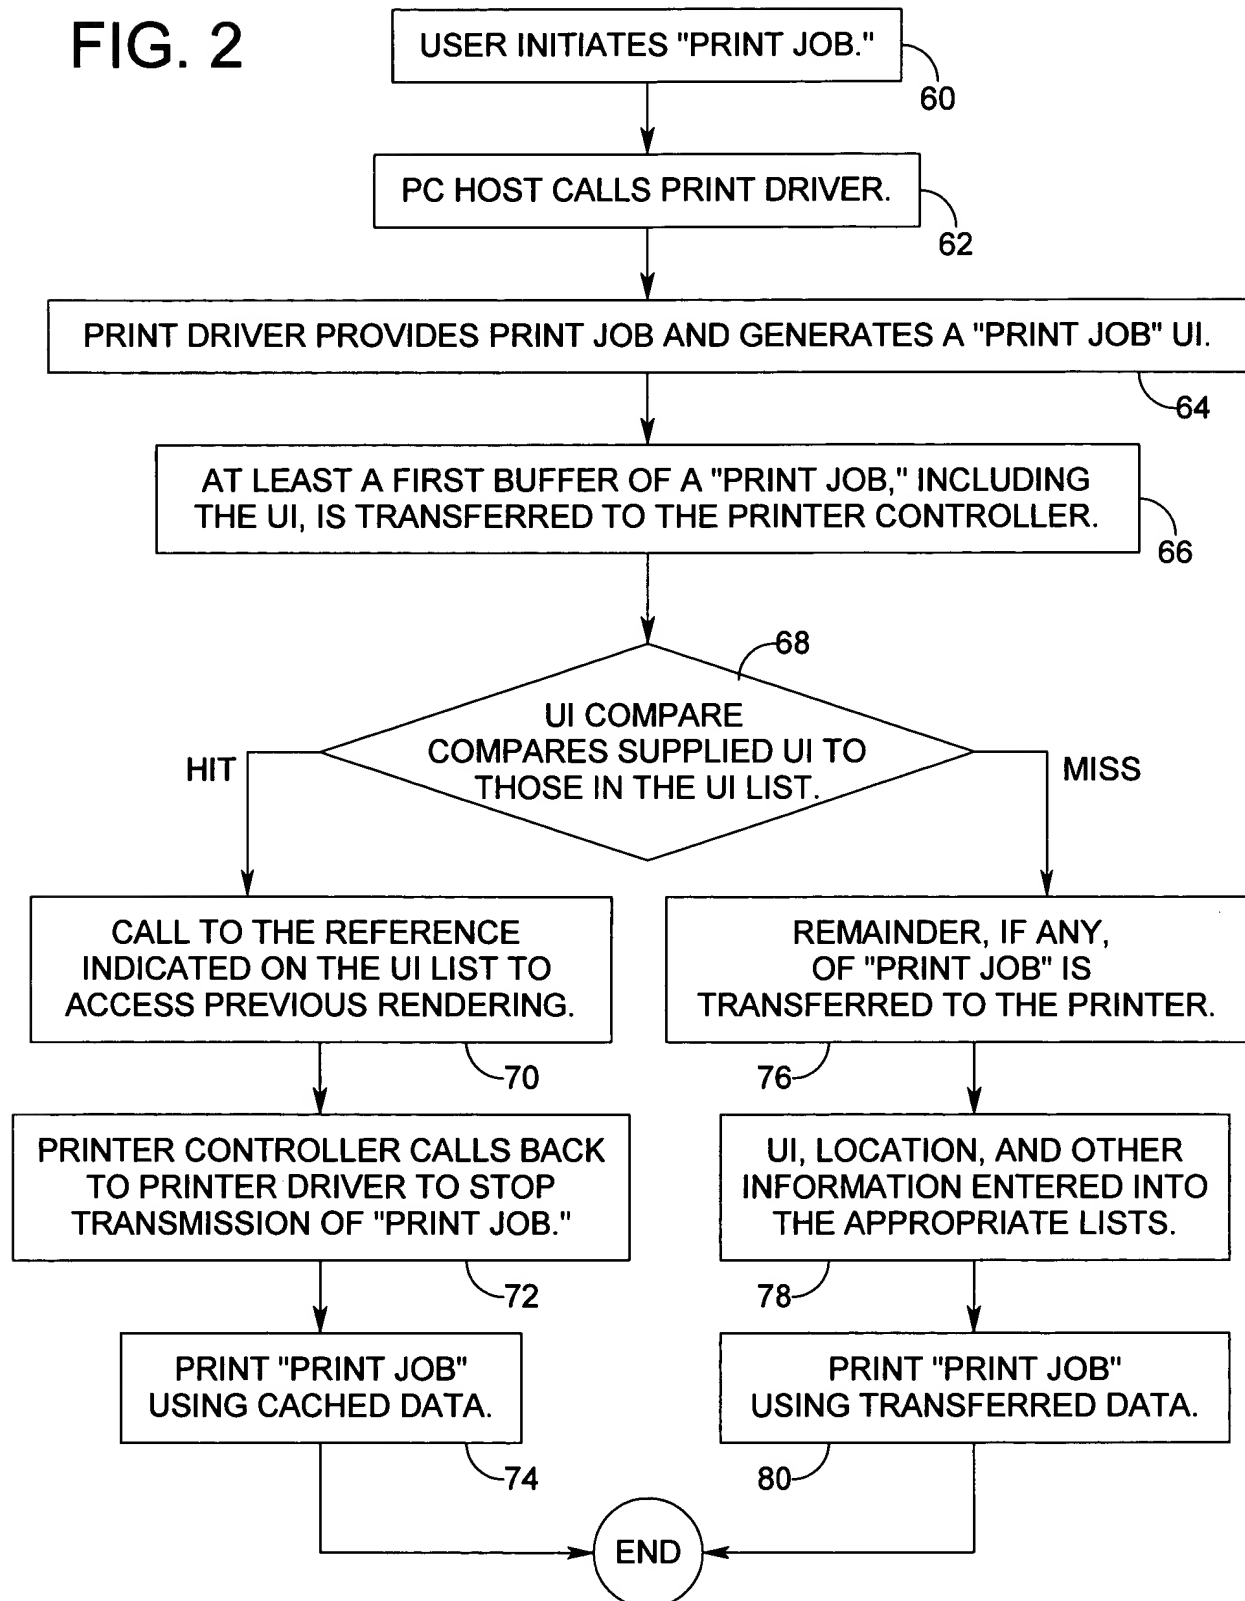 FIG. 2
USER INITIATES "PRINT JOB."
60
PC HOST CALLS PRINT DRIVER.
62
PRINT DRIVER PROVIDES PRINT JOB AND GENERATES A "PRINT JOB" UI.
64
AT LEAST A FIRST BUFFER OF A "PRINT JOB," INCLUDING
THE UI, IS TRANSFERRED TO THE PRINTER CONTROLLER.
66
68
UI COMPARE
COMPARES SUPPLIED UI TO
THOSE IN THE UI LIST.
HIT
MISS
CALL TO THE REFERENCE
INDICATED ON THE UI LIST TO
ACCESS PREVIOUS RENDERING.
70
REMAINDER, IF ANY,
OF "PRINT JOB" IS
TRANSFERRED TO THE PRINTER.
76
PRINTER CONTROLLER CALLS BACK
TO PRINTER DRIVER TO STOP
TRANSMISSION OF "PRINT JOB."
72
UI, LOCATION, AND OTHER
INFORMATION ENTERED INTO
THE APPROPRIATE LISTS.
78
PRINT "PRINT JOB"
USING CACHED DATA.
74
PRINT "PRINT JOB"
USING TRANSFERRED DATA.
80
END